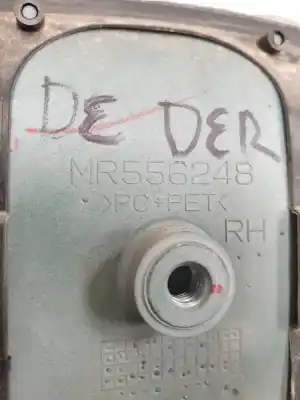 DE DER
MR556248
>PC+PET<
RH